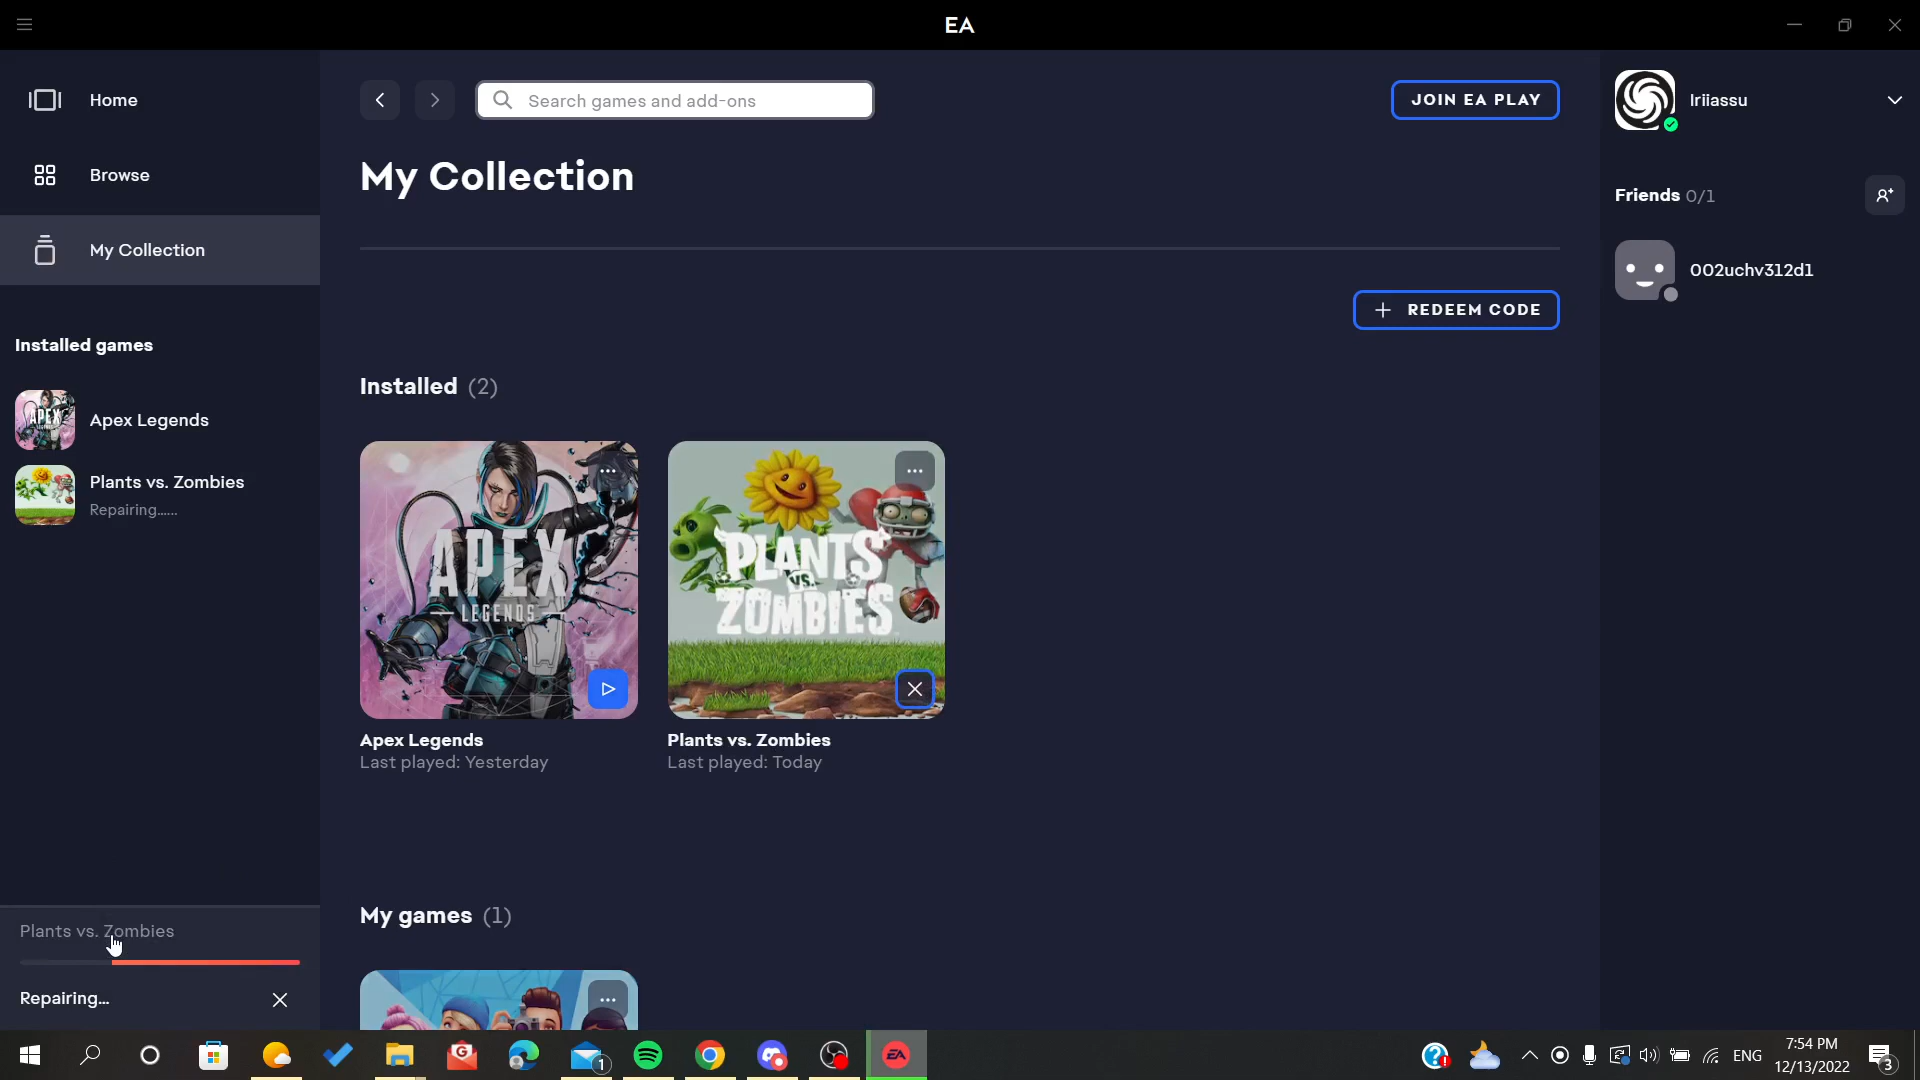 EA
Home
Search games and add-ons
JOIN EA PLAY
Iriiassu
Browse
My Collection
Friends 0/1
My Collection
002uchv312d1
REDEEM CODE
Installed games
Installed (2)
Apex Legends
Plants vs. Zombies
Repairing......
APEX
LEGENDS
PLANTS
VS.
ZOMBIES
Apex Legends
Last played: Yesterday
Plants vs. Zombies
Last played: Today
My games (1)
Plants vs. Zombies
Repairing...
1
EA
ENG
7:54 PM
12/13/2022
3